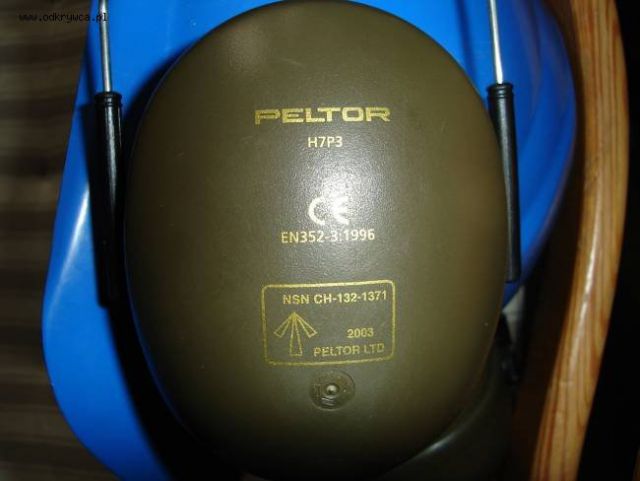 www.odkrywca.pl
PELTOR
H7P3
CE
EN352-3:1996
NSN CH-132-1371
2003
PELTOR LTD